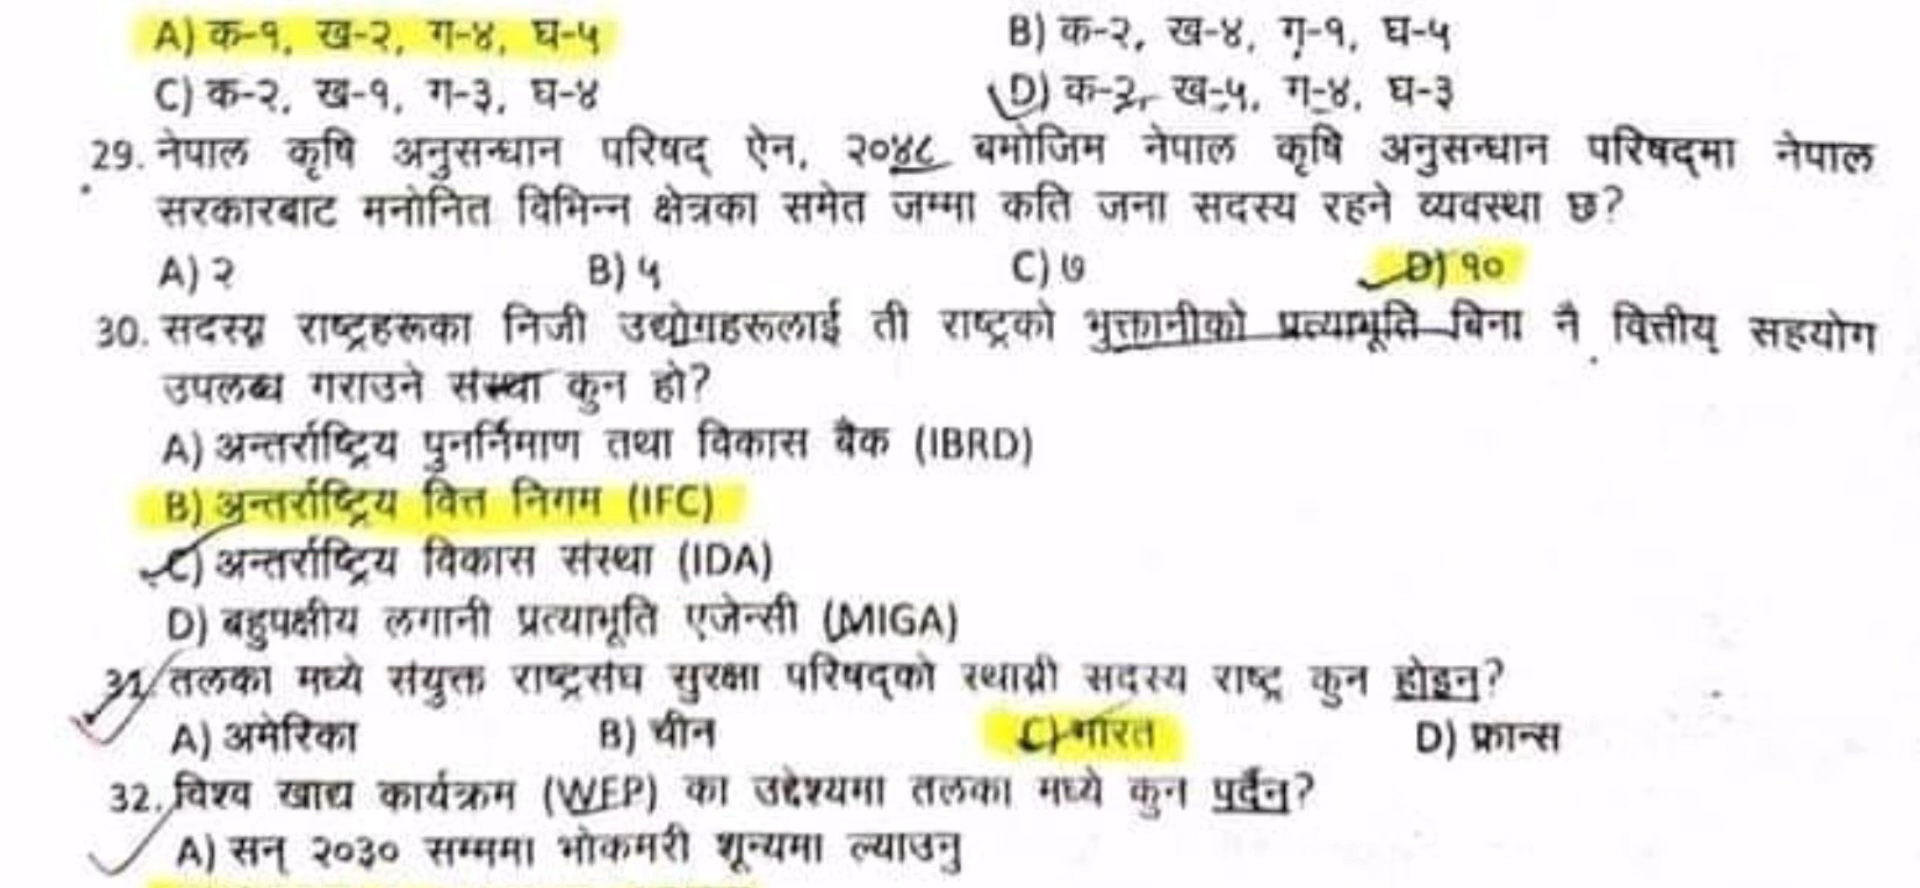 A) क-१, ख-२, ग-४, घ-५ B) क-२, ख-४, ग-१, घ-५
C) क-२, ख-१, ग-३, घ-४ D) क-२, ख-५, ग-४, घ-३
29. नेपाल कृषि अनुसन्धान परिषद् ऐन, २०४८ बमोजिम नेपाल कृषि अनुसन्धान परिषद्मा नेपाल
सरकारबाट मनोनित विभिन्न क्षेत्रका समेत जम्मा कति जना सदस्य रहने व्यवस्था छ?
A) २ B) ५ C) ७ D) १०
30. सदस्य राष्ट्रहरूका निजी उद्योगहरूलाई ती राष्ट्रको भुक्तानीको प्रत्याभूति बिना नै वित्तीय सहयोग
उपलब्ध गराउने संस्था कुन हो?
A) अन्तर्राष्ट्रिय पुनर्निमाण तथा विकास बैंक (IBRD)
B) अन्तर्राष्ट्रिय वित्त निगम (IFC)
C) अन्तर्राष्ट्रिय विकास संस्था (IDA)
D) बहुपक्षीय लगानी प्रत्याभूति एजेन्सी (MIGA)
31. तलका मध्ये संयुक्त राष्ट्रसंघ सुरक्षा परिषद्को स्थायी सदस्य राष्ट्र कुन होइन?
A) अमेरिका B) चीन C) भारत D) फ्रान्स
32. विश्व खाद्य कार्यक्रम (WFP) का उद्देश्यमा तलका मध्ये कुन पर्दैन?
A) सन् २०३० सम्ममा भोकमरी शून्यमा ल्याउनु